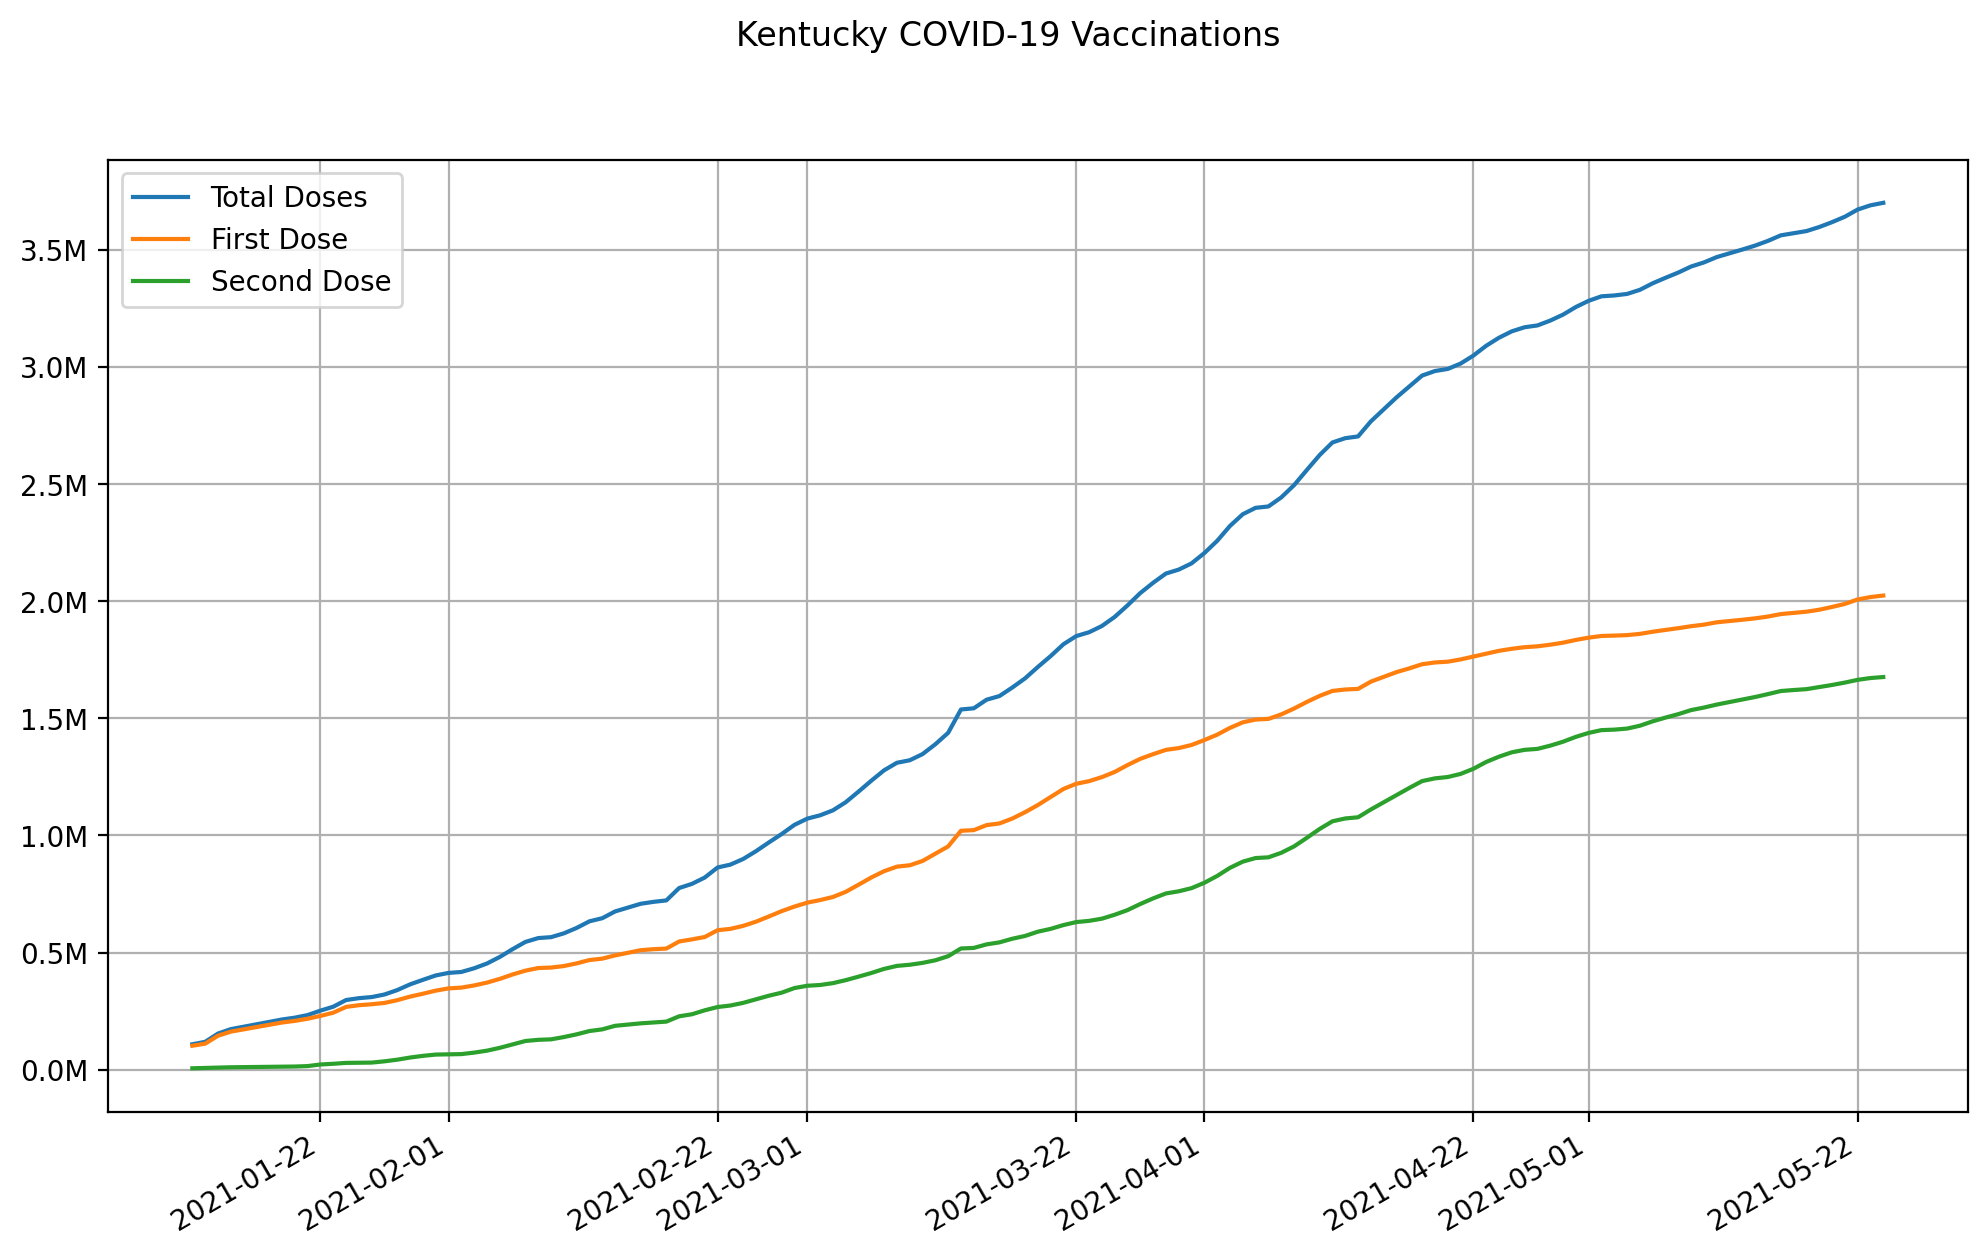 Kentucky COVID-19 Vaccinations
Total Doses
First Dose
Second Dose
3.5M
3.0M
2.5M
2.0M
1.5M
1.0M
0.5M
0.0M
2021-01-22
2021-02-01
2021-02-22
2021-03-01
2021-03-22
2021-04-01
2021-04-22
2021-05-01
2021-05-22